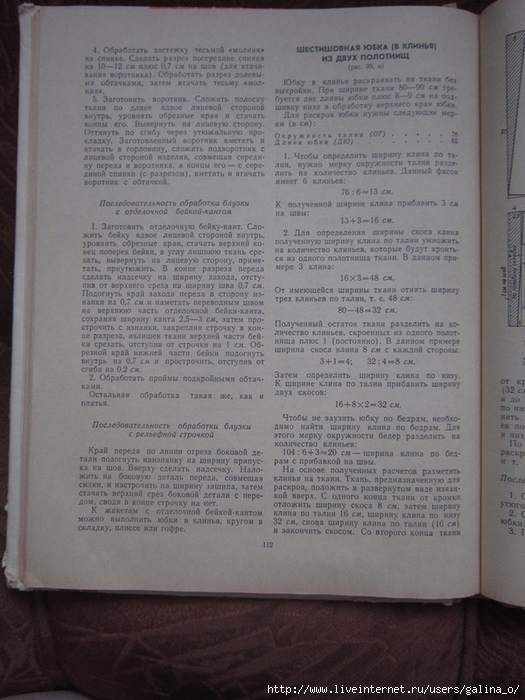 4. Обработать застежку тесьмой «молния»
на спинке. Сделать разрез посередине спинки
на 10—12 см плюс 0,7 см на шов (для втачи-
вания воротника). Обработать разрез долевы-
ми обтачками, затем втачать тесьму «мол-
ния».
5. Заготовить воротник. Сложить полоску
ткани по длине вдвое лицевой стороной
внутрь, уровнять обрезные края и стачать
концы его. Вывернуть на лицевую сторону.
Оттянуть по сгибу через утюжильную про-
кладку. Заготовленный воротник вметать и
втачать в горловину, сложить подворотник с
лицевой стороной изделия, совмещая середи-
ну переда и воротника, а концы его — с сере-
диной спинки (с разрезом), наметать и втачать
воротник с обтачкой.
Последовательность обработки блузки
с отделочной бейкой-кантом
1. Заготовить отделочную бейку-кант. Сло-
жить бейку вдвое лицевой стороной внутрь,
уровнять обрезные края, стачать верхний ко-
нец поперек бейки, в углу лишнюю ткань сре-
зать, вывернуть на лицевую сторону, приме-
тать, приутюжить. В конце разреза переда
сделать надсечку на ширину захода, отсту-
пив от верхнего среза на ширину шва 0,7 см.
Подогнуть край захода переда в сторону из-
нанки на 0,7 см и наметать переводным швом
на верхнюю часть отделочной бейки-канта,
сохраняя ширину канта 2,5—3 см, затем про-
строчить с изнанки, закрепляя строчку в кон-
це разреза, излишек ткани верхней части бей-
ки срезать, отступив от строчки на 1 см. Об-
резной край нижней части бейки подогнуть
внутрь на 0,7 см и прострочить, отступив от
сгиба на 0,2 см.
2. Обработать проймы подкройными обтач-
ками.
Остальная обработка такая же, как и
платья.
Последовательность обработки блузки
с рельефной строчкой
Край переда по линии отреза боковой де-
тали подогнуть наизнанку на ширину припус-
ка на шов. Вверху сделать надсечку. Нало-
жить на боковую деталь переда, совмещая
силки, и настрочить на ширину защипа, затем
стачать верхний срез боковой детали с пере-
дом, сводя в конце строчку на нет.
К жакетам с отделочной бейкой-кантом
можно выполнить юбки в клинья, кругом в
складку, плиссе или гофре.
ШЕСТИШОВНАЯ ЮБКА (В КЛИНЬЯ)
ИЗ ДВУХ ПОЛОТНИЩ
(рис. 99, а)
Юбку в клинья раскраивать на ткани без
выкройки. При ширине ткани 80—90 см тре-
буется две длины юбки плюс 8—9 см на под-
шивку низа и обработку верхнего края юбки.
Для раскроя юбки нужны следующие мер-
ки (в см):
Окружность талии (ОТ) . . . . . 76
Длина юбки (ДЮ) . . . . . . 65
1. Чтобы определить ширину клина по та-
лии, нужно мерку окружности талии разде-
лить на количество клиньев. Данный фасон
имеет 6 клиньев:
76 : 6 ≈ 13 см.
К полученной ширине клина прибавить 3 см
на швы:
13+3=16 см.
2. Для определения ширины скоса клина
полученную ширину клина по талии умножить
на количество клиньев, которые будут кроить-
ся из одного полотнища ткани. В данном при-
мере 3 клина:
16×3=48 см.
От имеющейся ширины ткани отнять ширину
трех клиньев по талии, т. е. 48 см:
80—48=32 см.
Полученный остаток ткани разделить на ко-
личество клиньев, скроенных из одного полот-
нища плюс 1 (постоянно). В данном примере
ширина скоса клина 8 см с каждой стороны:
3+1=4; 32:4=8 см.
Затем определить ширину клина по низу.
К ширине клина по талии прибавить ширину
двух скосов:
16+8×2=32 см.
Чтобы не заузить юбку по бедрам, необхо-
димо найти ширину клина по бедрам. Для
этого мерку окружности бедер разделить на
количество клиньев:
104 : 6+3≈20 см — ширина клина по бед-
рам с прибавкой на швы.
На основе полученных расчетов разметить
клинья на ткани. Ткань, предназначенную для
раскроя, положить в развернутом виде изнан-
кой вверх. С одного конца ткани от кромки
отложить ширину скоса 8 см, затем ширину
клина по талии 16 см, ширину клина по низу
32 см, снова ширину клина по талии (16 см)
и закончить скосом. Со второго конца ткани
112
http://www.liveinternet.ru/users/galina_o/